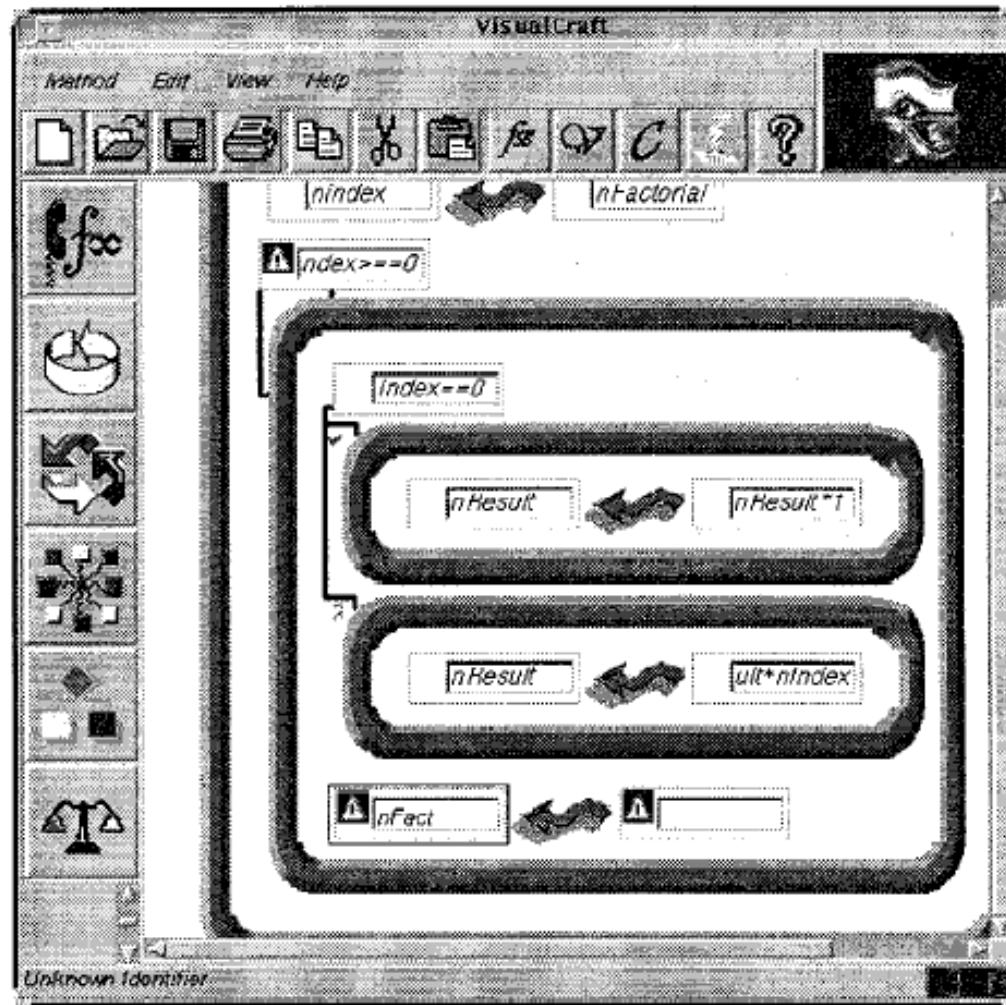 VisualCraft
Method Edit View Help
nIndex nFactorial
ndex>==0
Index==0
nResult nResult*1
nResult ult*nIndex
nFact
Unknown Identifier